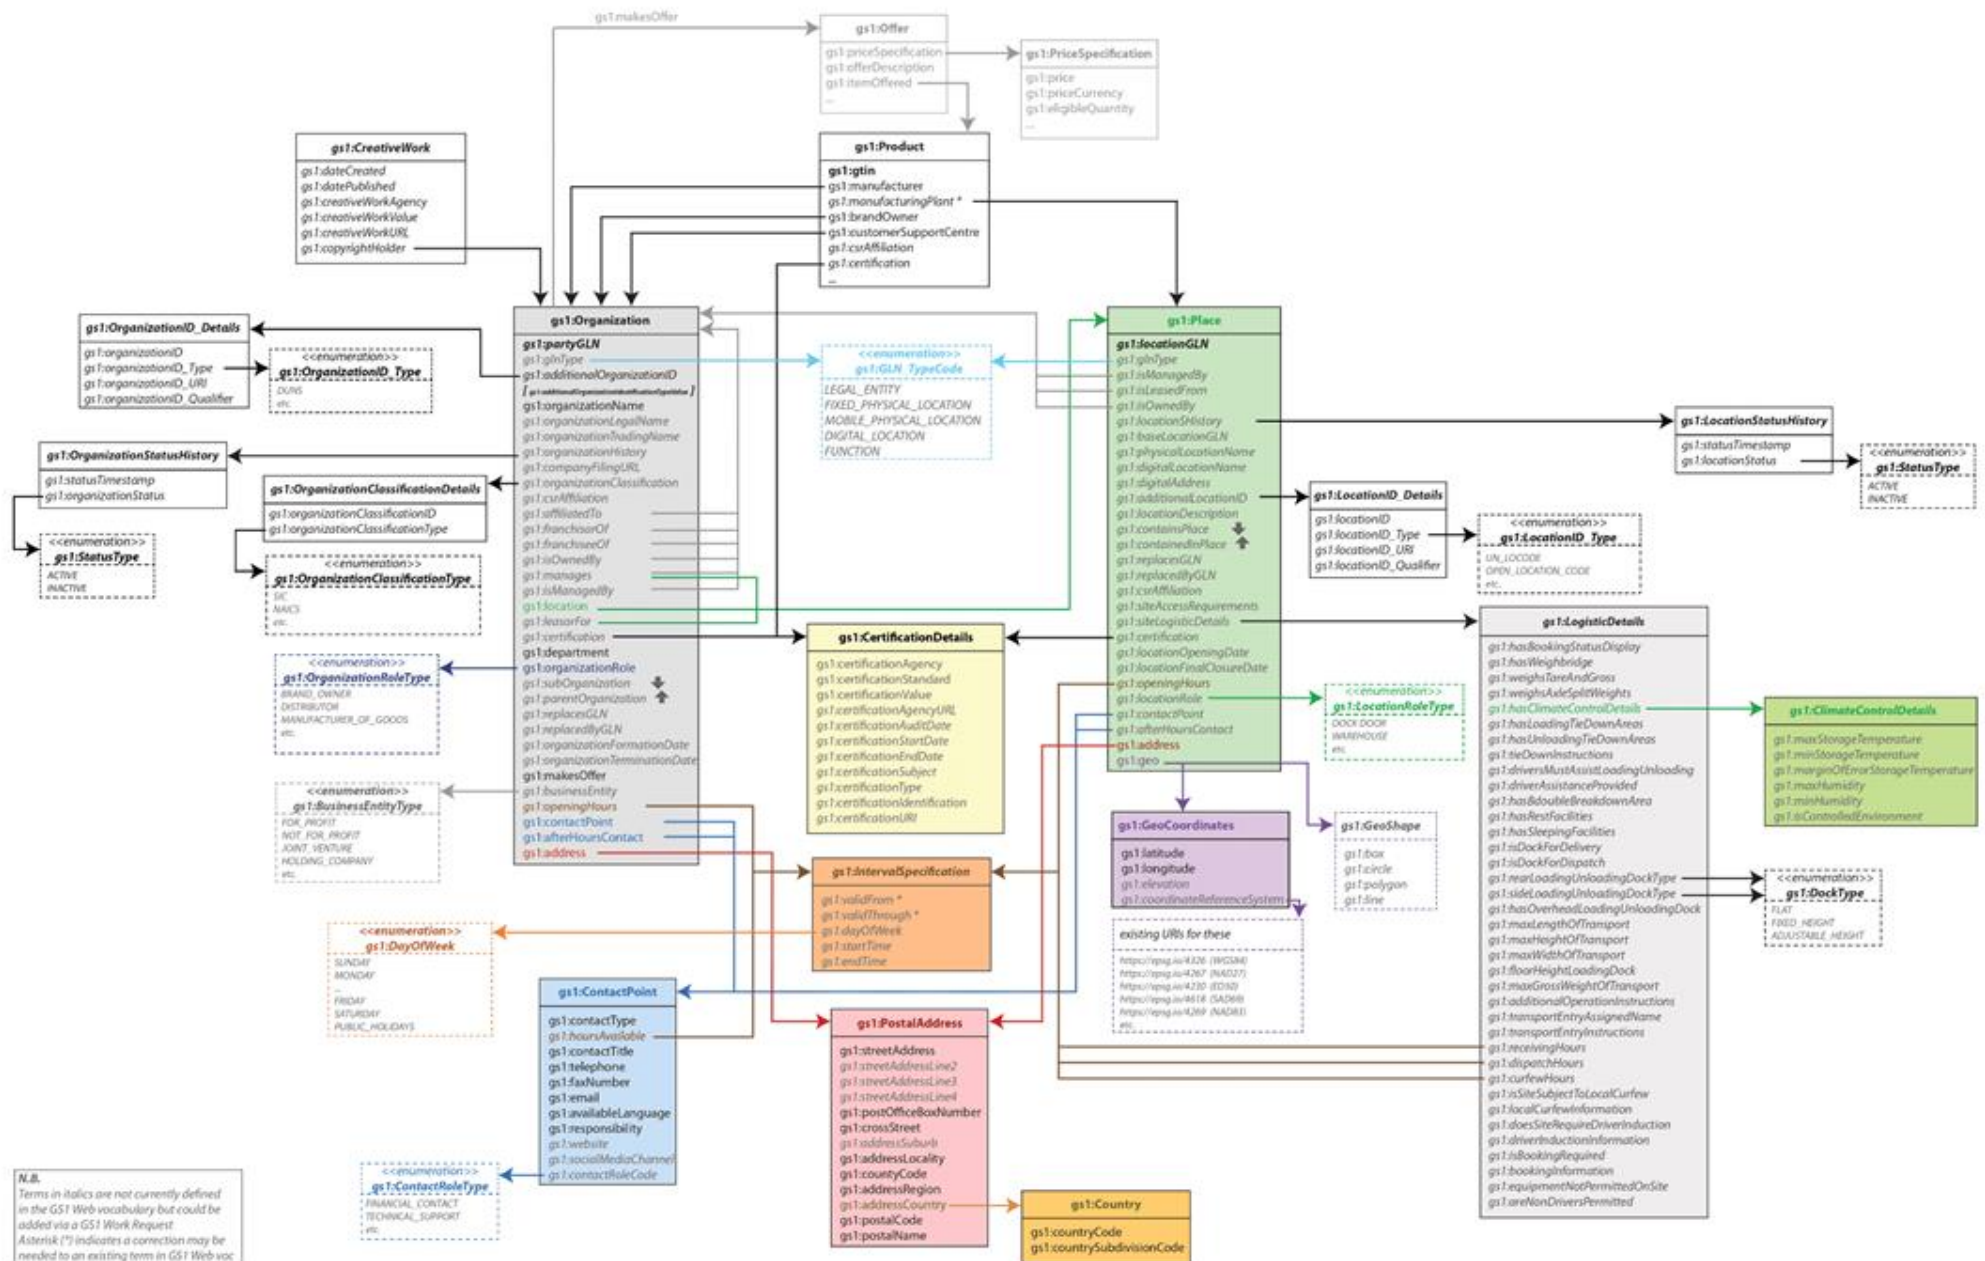 gs1:makesOffer
gs1:Offer
gs1:priceSpecification
gs1:offerDescription
gs1:itemOffered
...
gs1:PriceSpecification
gs1:price
gs1:priceCurrency
gs1:eligibleQuantity
...
gs1:CreativeWork
gs1:dateCreated
gs1:datePublished
gs1:creativeWorkAgency
gs1:creativeWorkValue
gs1:creativeWorkURL
gs1:copyrightHolder
gs1:Product
gs1:gtin
gs1:manufacturer
gs1:manufacturingPlant *
gs1:brandOwner
gs1:customerSupportCentre
gs1:csrAffiliation
gs1:certification
...
gs1:OrganizationID_Details
gs1:organizationID
gs1:organizationID_Type
gs1:organizationID_URI
gs1:organizationID_Qualifier
<<enumeration>>
gs1:OrganizationID_Type
DUNS
etc.
gs1:OrganizationStatusHistory
gs1:statusTimestamp
gs1:organizationStatus
<<enumeration>>
gs1:StatusType
ACTIVE
INACTIVE
gs1:OrganizationClassificationDetails
gs1:organizationClassificationID
gs1:organizationClassificationType
<<enumeration>>
gs1:OrganizationClassificationType
SIC
NAICS
etc.
<<enumeration>>
gs1:OrganizationRoleType
BRAND_OWNER
DISTRIBUTOR
MANUFACTURER_OF_GOODS
etc.
<<enumeration>>
gs1:BusinessEntityType
FOR_PROFIT
NOT_FOR_PROFIT
JOINT_VENTURE
HOLDING_COMPANY
etc.
gs1:Organization
gs1:partyGLN
gs1:glnType
gs1:additionalOrganizationID
gs1:organizationName
gs1:organizationLegalName
gs1:organizationTradingName
gs1:organizationHistory
gs1:companyFilingURL
gs1:organizationClassification
gs1:csrAffiliation
gs1:affiliatedTo
gs1:franchisorOf
gs1:franchiseeOf
gs1:isOwnedBy
gs1:manages
gs1:isManagedBy
gs1:location
gs1:leasorFor
gs1:certification
gs1:department
gs1:organizationRole
gs1:subOrganization
gs1:parentOrganization
gs1:replacesGLN
gs1:replacedByGLN
gs1:organizationFormationDate
gs1:organizationTerminationDate
gs1:makesOffer
gs1:businessEntity
gs1:openingHours
gs1:contactPoint
gs1:afterHoursContact
gs1:address
<<enumeration>>
gs1:GLN_TypeCode
LEGAL_ENTITY
FIXED_PHYSICAL_LOCATION
MOBILE_PHYSICAL_LOCATION
DIGITAL_LOCATION
FUNCTION
gs1:Place
gs1:locationGLN
gs1:glnType
gs1:isManagedBy
gs1:isLeasedFrom
gs1:isOwnedBy
gs1:locationSHistory
gs1:baseLocationGLN
gs1:physicalLocationName
gs1:digitalLocationName
gs1:digitalAddress
gs1:additionalLocationID
gs1:locationDescription
gs1:containsPlace
gs1:containedInPlace
gs1:replacesGLN
gs1:replacedByGLN
gs1:csrAffiliation
gs1:siteAccessRequirements
gs1:siteLogisticDetails
gs1:certification
gs1:locationOpeningDate
gs1:locationFinalClosureDate
gs1:openingHours
gs1:locationRole
gs1:contactPoint
gs1:afterHoursContact
gs1:address
gs1:geo
gs1:LocationStatusHistory
gs1:statusTimestamp
gs1:locationStatus
<<enumeration>>
gs1:StatusType
ACTIVE
INACTIVE
gs1:LocationID_Details
gs1:locationID
gs1:locationID_Type
gs1:locationID_URI
gs1:locationID_Qualifier
<<enumeration>>
gs1:LocationID_Type
UN_LOCODE
OPEN_LOCATION_CODE
etc.
gs1:CertificationDetails
gs1:certificationAgency
gs1:certificationStandard
gs1:certificationValue
gs1:certificationAgencyURL
gs1:certificationAuditDate
gs1:certificationStartDate
gs1:certificationEndDate
gs1:certificationSubject
gs1:certificationType
gs1:certificationIdentification
gs1:certificationURI
<<enumeration>>
gs1:LocationRoleType
DOCK DOOR
WAREHOUSE
etc
gs1:LogisticDetails
gs1:hasBookingStatusDisplay
gs1:hasWeighbridge
gs1:weighsTareAndGross
gs1:weighsAxleSplitWeights
gs1:hasClimateControlDetails
gs1:hasLoadingTieDownAreas
gs1:hasUnloadingTieDownAreas
gs1:tieDownInstructions
gs1:driversMustAssistLoadingUnloading
gs1:driverAssistanceProvided
gs1:hasBdoubleBreakdownArea
gs1:hasRestFacilities
gs1:hasSleepingFacilities
gs1:isDockForDelivery
gs1:isDockForDispatch
gs1:rearLoadingUnloadingDockType
gs1:sideLoadingUnloadingDockType
gs1:hasOverheadLoadingUnloadingDock
gs1:maxLengthOfTransport
gs1:maxHeightOfTransport
gs1:maxWidthOfTransport
gs1:floorHeightLoadingDock
gs1:maxGrossWeightOfTransport
gs1:additionalOperationInstructions
gs1:transportEntryAssignedName
gs1:transportEntryInstructions
gs1:receivingHours
gs1:dispatchHours
gs1:curfewHours
gs1:isSiteSubjectToLocalCurfew
gs1:localCurfewInformation
gs1:doesSiteRequireDriverInduction
gs1:driverInductionInformation
gs1:isBookingRequired
gs1:bookingInformation
gs1:equipmentNotPermittedOnSite
gs1:areNonDriversPermitted
gs1:ClimateControlDetails
gs1:maxStorageTemperature
gs1:minStorageTemperature
gs1:marginOfErrorStorageTemperature
gs1:maxHumidity
gs1:minHumidity
gs1:isControlledEnvironment
<<enumeration>>
gs1:DockType
FLAT
FIXED_HEIGHT
ADJUSTABLE_HEIGHT
gs1:GeoCoordinates
gs1:latitude
gs1:longitude
gs1:elevation
gs1:coordinateReferenceSystem
gs1:GeoShape
gs1:box
gs1:circle
gs1:polygon
gs1:line
existing URIs for these
https://epsg.io/4326 (WGS84)
https://epsg.io/4267 (NAD27)
https://epsg.io/4230 (ED50)
https://epsg.io/4618 (SAD69)
https://epsg.io/4269 (NAD83)
etc.
gs1:IntervalSpecification
gs1:validFrom *
gs1:validThrough *
gs1:dayOfWeek
gs1:startTime
gs1:endTime
<<enumeration>>
gs1:DayOfWeek
SUNDAY
MONDAY
...
FRIDAY
SATURDAY
PUBLIC_HOLIDAYS
gs1:ContactPoint
gs1:contactType
gs1:hoursAvailable
gs1:contactTitle
gs1:telephone
gs1:faxNumber
gs1:email
gs1:availableLanguage
gs1:responsibility
gs1:website
gs1:socialMediaChannel
gs1:contactRoleCode
<<enumeration>>
gs1:ContactRoleType
FINANCIAL_CONTACT
TECHNICAL_SUPPORT
etc.
gs1:PostalAddress
gs1:streetAddress
gs1:streetAddressLine2
gs1:streetAddressLine3
gs1:streetAddressLine4
gs1:postOfficeBoxNumber
gs1:crossStreet
gs1:addressSuburb
gs1:addressLocality
gs1:countyCode
gs1:addressRegion
gs1:addressCountry
gs1:postalCode
gs1:postalName
gs1:Country
gs1:countryCode
gs1:countrySubdivisionCode
N.B.
Terms in italics are not currently defined
in the GS1 Web vocabulary but could be
added via a GS1 Work Request
Asterisk (*) indicates a correction may be
needed to an existing term in GS1 Web voc